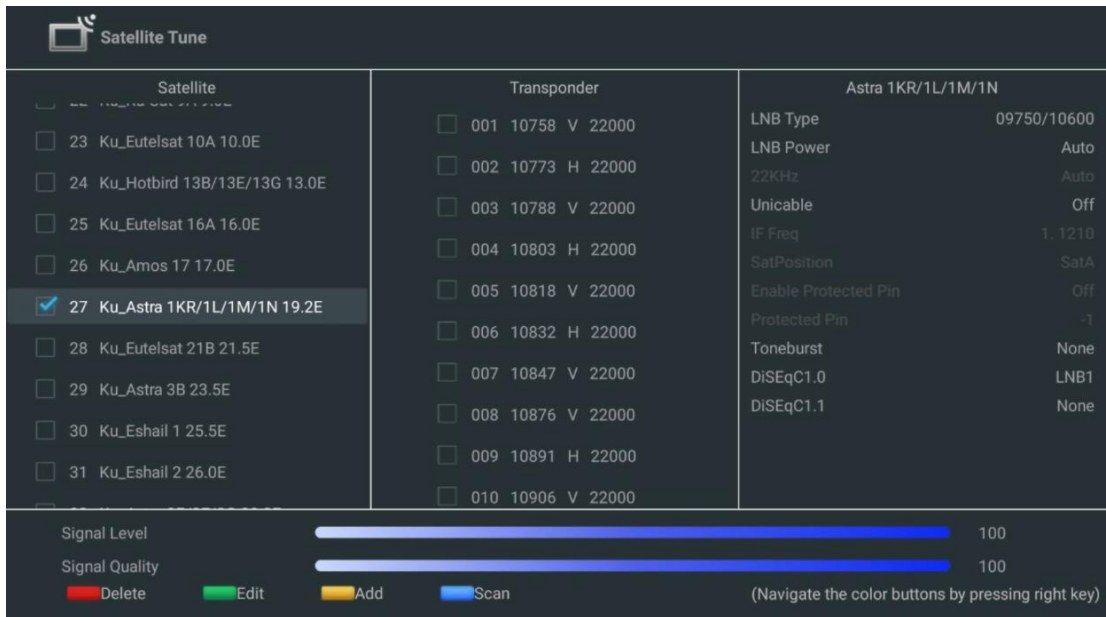 Satellite Tune
Satellite
23 Ku_Eutelsat 10A 10.0E
24 Ku_Hotbird 13B/13E/13G 13.0E
25 Ku_Eutelsat 16A 16.0E
26 Ku_Amos 17 17.0E
27 Ku_Astra 1KR/1L/1M/1N 19.2E
28 Ku_Eutelsat 21B 21.5E
29 Ku_Astra 3B 23.5E
30 Ku_Eshail 1 25.5E
31 Ku_Eshail 2 26.0E
Transponder
001 10758 V 22000
002 10773 H 22000
003 10788 V 22000
004 10803 H 22000
005 10818 V 22000
006 10832 H 22000
007 10847 V 22000
008 10876 V 22000
009 10891 H 22000
010 10906 V 22000
Astra 1KR/1L/1M/1N
LNB Type 09750/10600
LNB Power Auto
22KHz Auto
Unicable Off
IF Freq 1. 1210
SatPosition SatA
Enable Protected Pin Off
Protected Pin -1
Toneburst None
DiSEqC1.0 LNB1
DiSEqC1.1 None
Signal Level 100
Signal Quality 100
Delete Edit Add Scan (Navigate the color buttons by pressing right key)